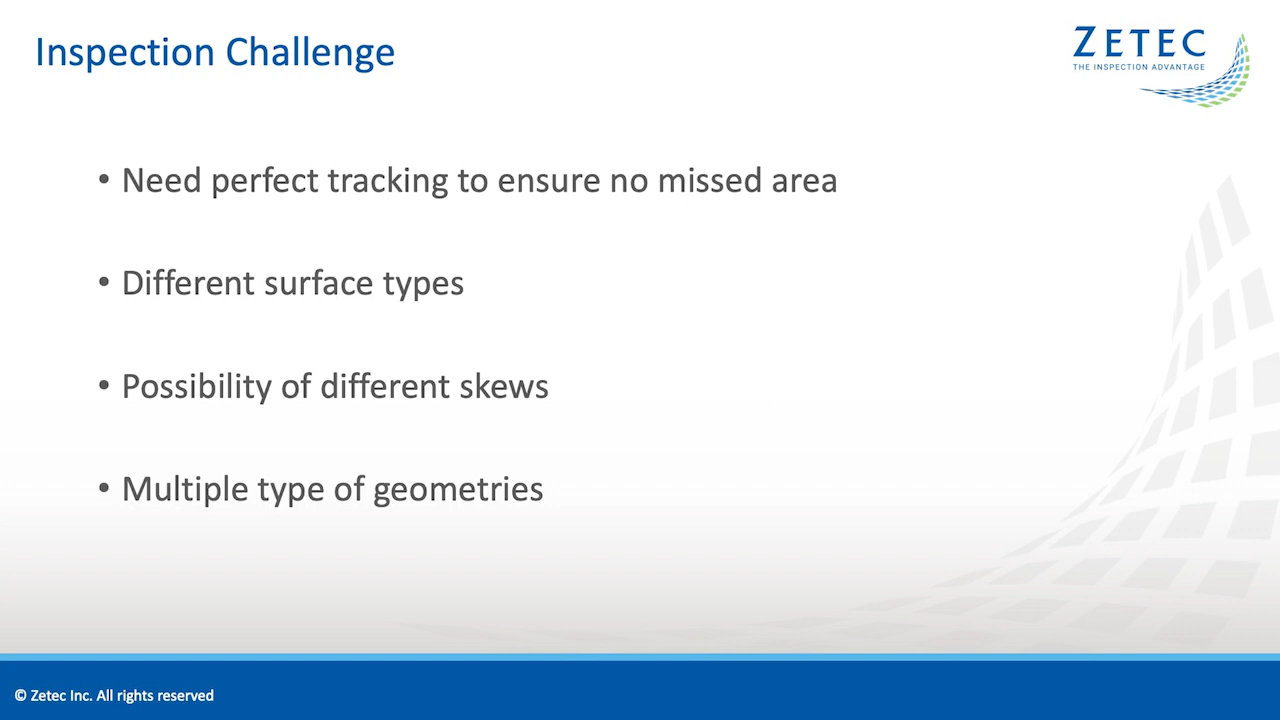 Inspection Challenge
ZETEC
THE INSPECTION ADVANTAGE
• Need perfect tracking to ensure no missed area
• Different surface types
• Possibility of different skews
• Multiple type of geometries
© Zetec Inc. All rights reserved